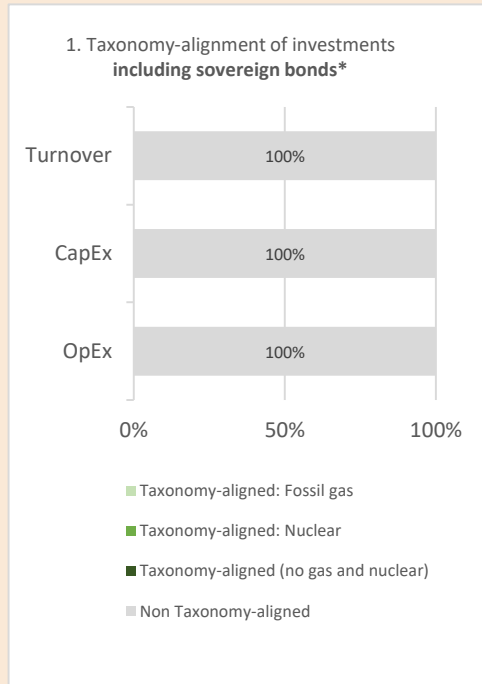 1. Taxonomy-alignment of investments
including sovereign bonds*
Turnover
100%
CapEx
100%
OpEx
100%
0%
50%
100%
Taxonomy-aligned: Fossil gas
Taxonomy-aligned: Nuclear
Taxonomy-aligned (no gas and nuclear)
Non Taxonomy-aligned